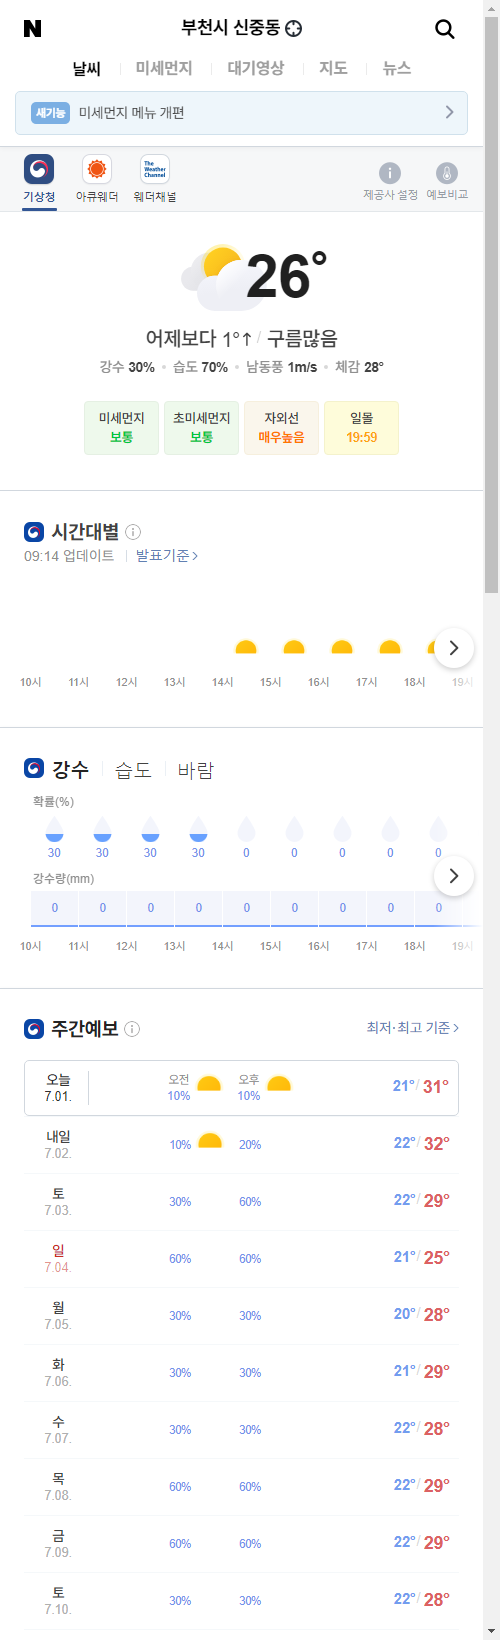 N
부천시 신중동
날씨 미세먼지 대기영상 지도 뉴스
새기능 미세먼지 메뉴 개편
The Weather Channel
기상청 아큐웨더 웨더채널 제공사 설정 예보비교
26°
어제보다 1°↑ / 구름많음
강수 30% • 습도 70% • 남동풍 1m/s • 체감 28°
미세먼지 초미세먼지 자외선 일몰
보통 보통 매우높음 19:59
시간대별
09:14 업데이트 발표기준 >
10시 11시 12시 13시 14시 15시 16시 17시 18시 19시
강수 습도 바람
확률(%)
30 30 30 30 0 0 0 0 0
강수량(mm)
0 0 0 0 0 0 0 0 0
10시 11시 12시 13시 14시 15시 16시 17시 18시 19시
주간예보 최저·최고 기준 >
오늘 7.01. 오전 10% 오후 10% 21° / 31°
내일 7.02. 10% 20% 22° / 32°
토 7.03. 30% 60% 22° / 29°
일 7.04. 60% 60% 21° / 25°
월 7.05. 30% 30% 20° / 28°
화 7.06. 30% 30% 21° / 29°
수 7.07. 30% 30% 22° / 28°
목 7.08. 60% 60% 22° / 29°
금 7.09. 60% 60% 22° / 29°
토 7.10. 30% 30% 22° / 28°